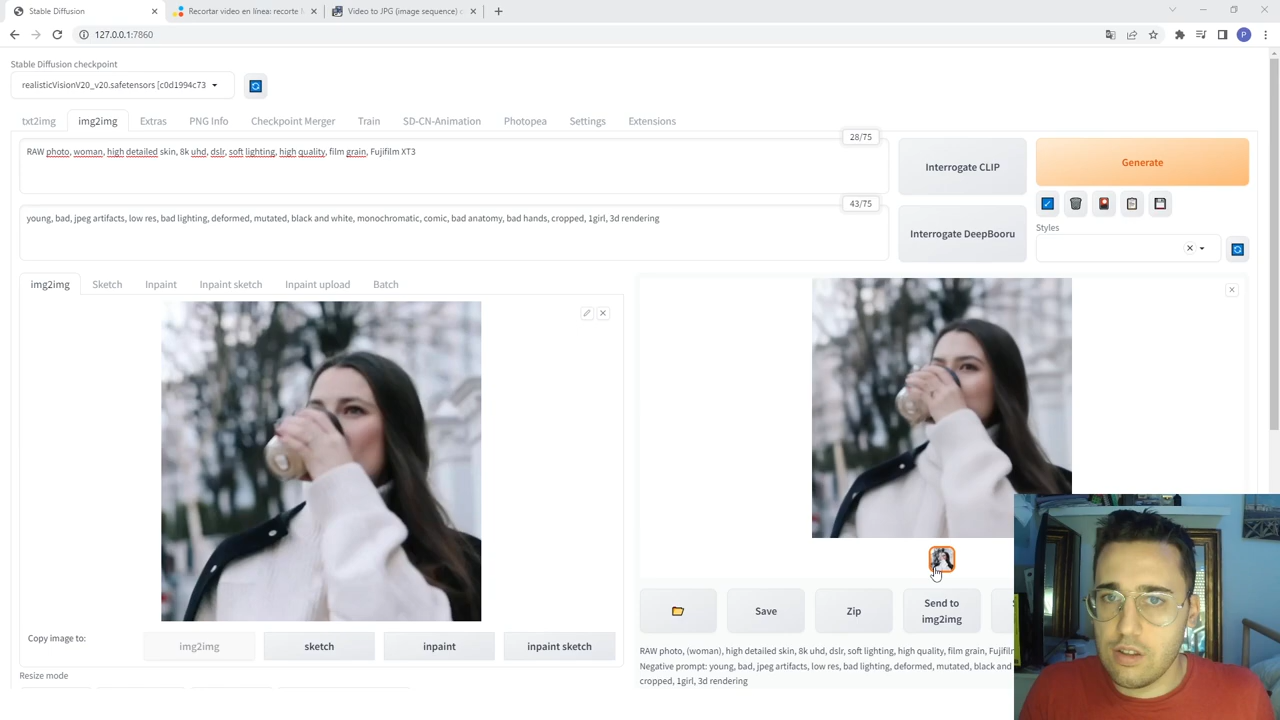 Stable Diffusion
Recortar video en línea: recorte
Video to JPG (image sequence)
127.0.0.1:7860
P
Stable Diffusion checkpoint
realisticVisionV20_v20.safetensors [c0d1994c73
txt2img
img2img
Extras
PNG Info
Checkpoint Merger
Train
SD-CN-Animation
Photopea
Settings
Extensions
28/75
RAW photo, woman, high detailed skin, 8k uhd, dslr, soft lighting, high quality, film grain, Fujifilm XT3
Interrogate CLIP
Generate
43/75
young, bad, jpeg artifacts, low res, bad lighting, deformed, mutated, black and white, monochromatic, comic, bad anatomy, bad hands, cropped, 1girl, 3d rendering
Interrogate DeepBooru
Styles
img2img
Sketch
Inpaint
Inpaint sketch
Inpaint upload
Batch
Copy image to:
img2img
sketch
inpaint
inpaint sketch
Resize mode
Save
Zip
Send to
img2img
RAW photo, (woman), high detailed skin, 8k uhd, dslr, soft lighting, high quality, film grain, Fujifilm
Negative prompt: young, bad, jpeg artifacts, low res, bad lighting, deformed, mutated, black and
cropped, 1girl, 3d rendering